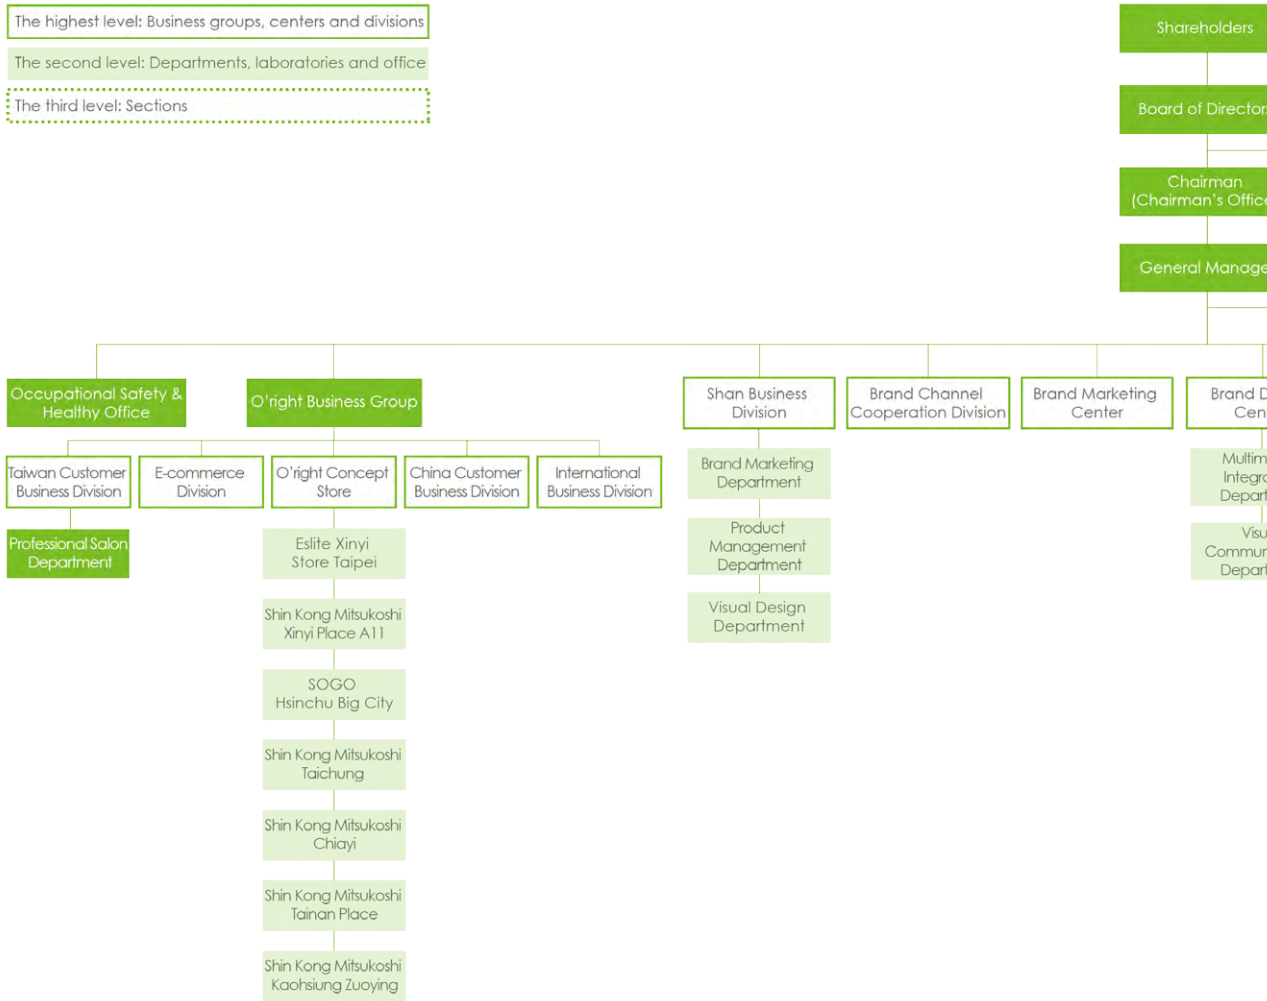 The highest level: Business groups, centers and divisions
The second level: Departments, laboratories and office
The third level: Sections
Shareholders
Board of Directors
Chairman
(Chairman's Office
General Manage
Occupational Safety &
Healthy Office
O'right Business Group
Shan Business
Division
Brand Channel
Cooperation Division
Brand Marketing
Center
Brand D
Cen
Taiwan Customer
Business Division
E-commerce
Division
O'right Concept
Store
China Customer
Business Division
International
Business Division
Brand Marketing
Department
Multim
Integra
Depart
Professional Salon
Department
Eslite Xinyi
Store Taipei
Product
Management
Department
Visu
Commun
Depart
Shin Kong Mitsukoshi
Xinyi Place A11
Visual Design
Department
SOGO
Hsinchu Big City
Shin Kong Mitsukoshi
Taichung
Shin Kong Mitsukoshi
Chiayi
Shin Kong Mitsukoshi
Tainan Place
Shin Kong Mitsukoshi
Kaohsiung Zuoying